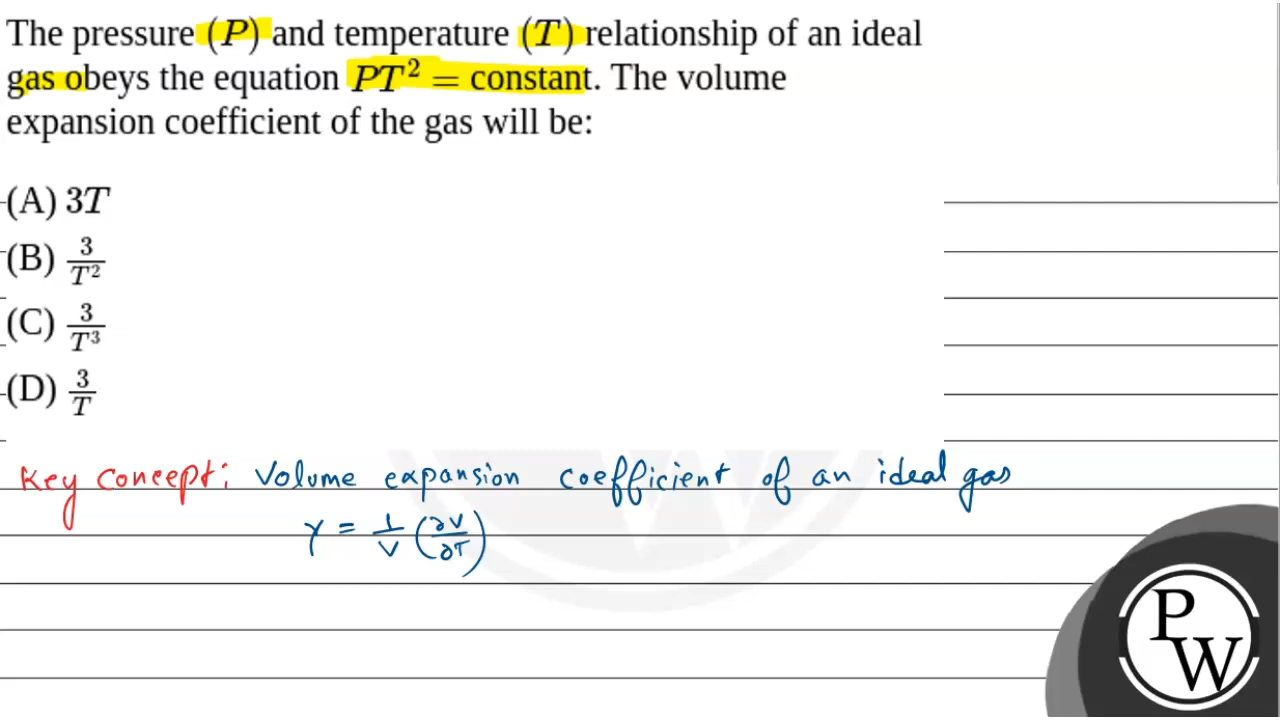 The pressure (P) and temperature (T) relationship of an ideal
gas obeys the equation PT² = constant. The volume
expansion coefficient of the gas will be:
(A) 3T
(B) 3/T²
(C) 3/T³
(D) 3/T
Key concept: Volume expansion coefficient of an ideal gas
γ = 1/V (∂V/∂T)
P
W